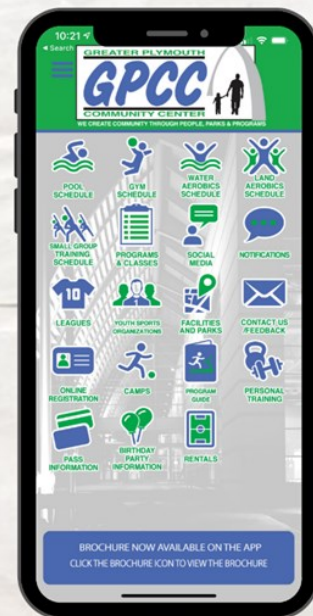 10:21
Search
GREATER PLYMOUTH
GPCC
COMMUNITY CENTER
WE CREATE COMMUNITY THROUGH PEOPLE, PARKS & PROGRAMS
POOL
SCHEDULE
GYM
SCHEDULE
WATER
AEROBICS
SCHEDULE
LAND
AEROBICS
SCHEDULE
SMALL GROUP
TRAINING
SCHEDULE
PROGRAMS
& CLASSES
SOCIAL
MEDIA
NOTIFICATIONS
10
LEAGUES
YOUTH SPORTS
ORGANIZATIONS
FACILITIES
AND PARKS
CONTACT US
/FEEDBACK
ONLINE
REGISTRATION
CAMPS
PROGRAM
GUIDE
PERSONAL
TRAINING
PASS
INFORMATION
BIRTHDAY
PARTY
INFORMATION
RENTALS
BROCHURE NOW AVAILABLE ON THE APP
CLICK THE BROCHURE ICON TO VIEW THE BROCHURE